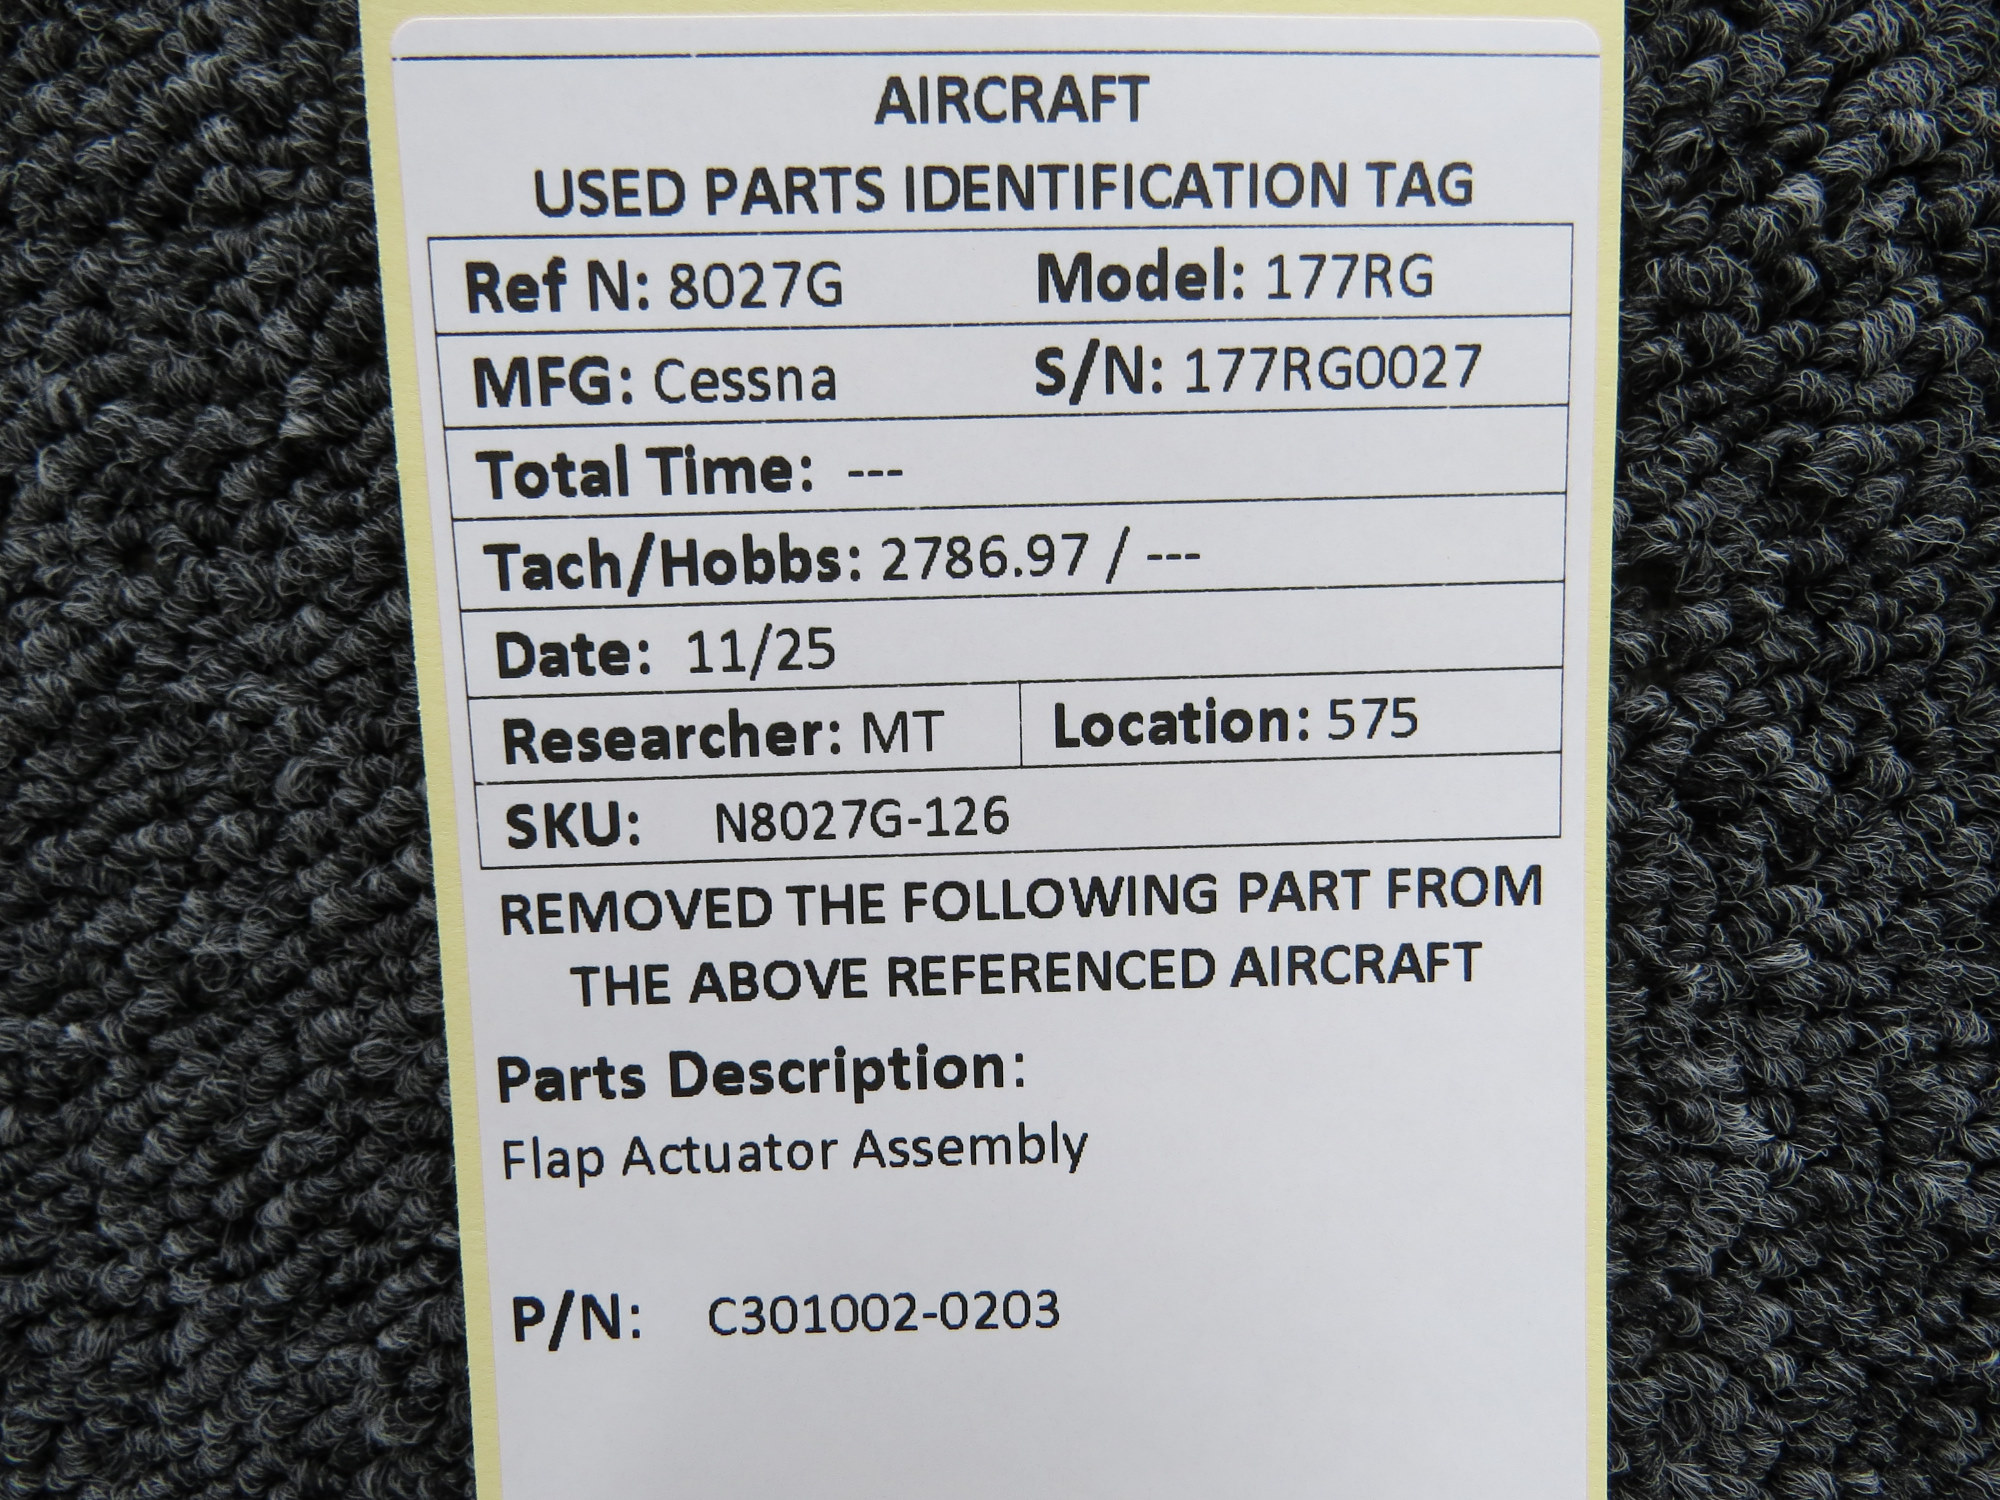 AIRCRAFT
USED PARTS IDENTIFICATION TAG
Ref N: 8027G Model: 177RG
MFG: Cessna S/N: 177RG0027
Total Time: ---
Tach/Hobbs: 2786.97 / ---
Date: 11/25
Researcher: MT Location: 575
SKU: N8027G-126
REMOVED THE FOLLOWING PART FROM
THE ABOVE REFERENCED AIRCRAFT
Parts Description:
Flap Actuator Assembly
P/N: C301002-0203